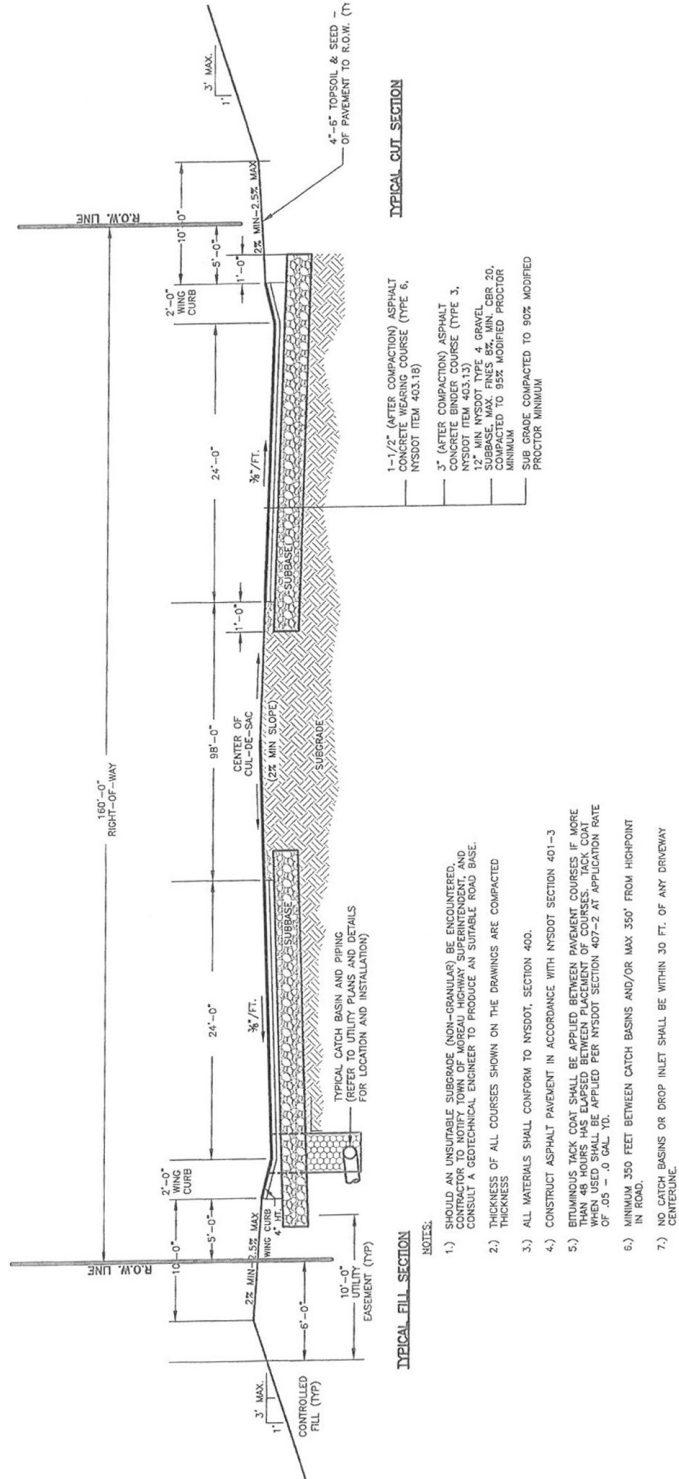 160'-0"
RIGHT-OF-WAY
R.O.W. LINE
R.O.W. LINE
3' MAX.
1'
2'-0"
WING
CURB
10'-0"
5'-0"
2% MIN-2.5% MAX
WING CURB
4" HT.
24'-0"
98'-0"
24'-0"
2'-0"
WING
CURB
10'-0"
5'-0"
1'-0"
2% MIN-2.5% MAX
3' MAX.
1'
⅜"/FT.
CENTER OF
CUL-DE-SAC
(2% MIN SLOPE)
1'-0"
⅜"/FT.
SUBBASE
SUBGRADE
SUBBASE
4"-6" TOPSOIL & SEED -
OF PAVEMENT TO R.O.W.
CONTROLLED
FILL (TYP)
6'-0"
10'-0"
UTILITY
EASEMENT (TYP)
TYPICAL CATCH BASIN AND PIPING
(REFER TO UTILITY PLANS AND DETAILS
FOR LOCATION AND INSTALLATION)
TYPICAL FILL SECTION
TYPICAL CUT SECTION
1-1/2" (AFTER COMPACTION) ASPHALT
CONCRETE WEARING COURSE (TYPE 6,
NYSDOT ITEM 403.18)
3" (AFTER COMPACTION) ASPHALT
CONCRETE BINDER COURSE (TYPE 3,
NYSDOT ITEM 403.13)
12" MIN NYSDOT TYPE 4 GRAVEL
SUBBASE, MAX. FINES 8%, MIN. CBR 20,
COMPACTED TO 95% MODIFIED PROCTOR
MINIMUM
SUB GRADE COMPACTED TO 90% MODIFIED
PROCTOR MINIMUM
NOTES:
1.) SHOULD AN UNSUITABLE SUBGRADE (NON-GRANULAR) BE ENCOUNTERED,
CONTRACTOR TO NOTIFY TOWN OF MOREAU HIGHWAY SUPERINTENDENT, AND
CONSULT A GEOTECHNICAL ENGINEER TO PRODUCE AN SUITABLE ROAD BASE.
2.) THICKNESS OF ALL COURSES SHOWN ON THE DRAWINGS ARE COMPACTED
THICKNESS
3.) ALL MATERIALS SHALL CONFORM TO NYSDOT, SECTION 400.
4.) CONSTRUCT ASPHALT PAVEMENT IN ACCORDANCE WITH NYSDOT SECTION 401-3
5.) BITUMINOUS TACK COAT SHALL BE APPLIED BETWEEN PAVEMENT COURSES IF MORE
THAN 48 HOURS HAS ELAPSED BETWEEN PLACEMENT OF COURSES. TACK COAT
WHEN USED SHALL BE APPLIED PER NYSDOT SECTION 407-2 AT APPLICATION RATE
OF .05 - .0 GAL. YD.
6.) MINIMUM 350 FEET BETWEEN CATCH BASINS AND/OR MAX 350' FROM HIGHPOINT
IN ROAD.
7.) NO CATCH BASINS OR DROP INLET SHALL BE WITHIN 30 FT. OF ANY DRIVEWAY
CENTERLINE.